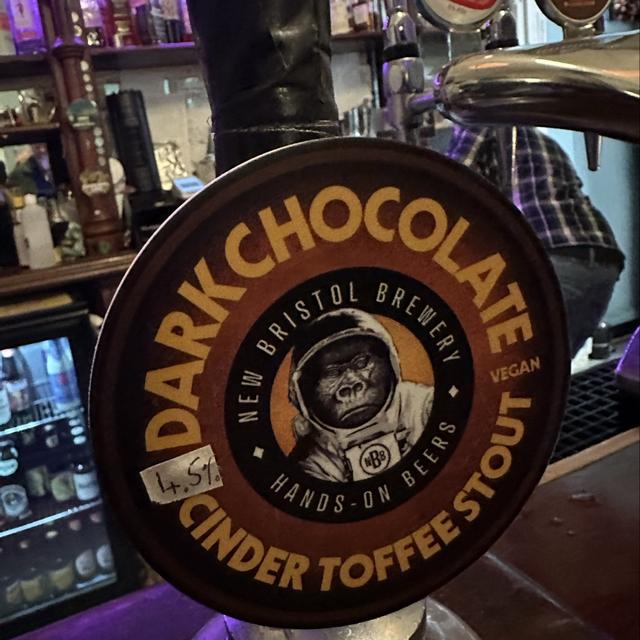 DARK CHOCOLATE
VEGAN
CINDER TOFFEE STOUT
4.5%
NEW BRISTOL BREWERY
HANDS-ON BEERS
NBB